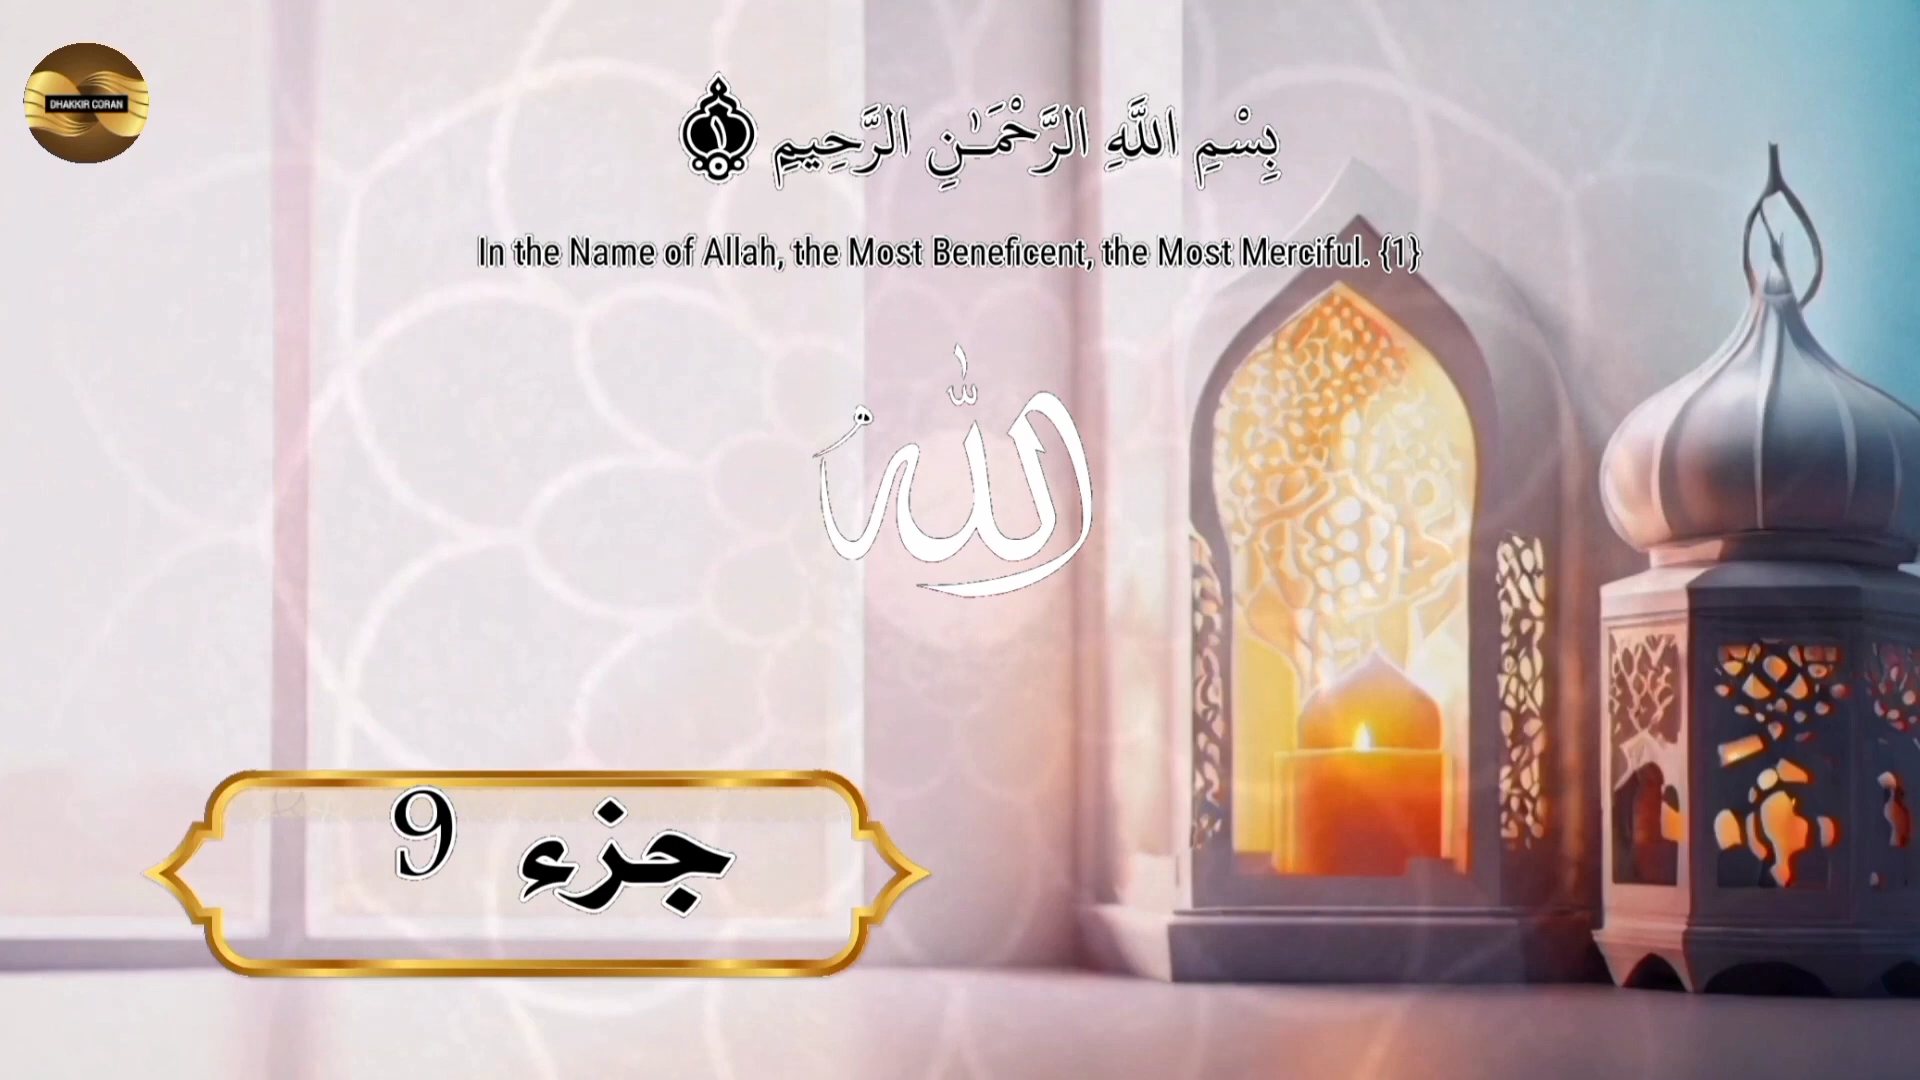 DHAKKIR CORAN
بِسْمِ اللَّهِ الرَّحْمَـٰنِ الرَّحِيمِ ١
In the Name of Allah, the Most Beneficent, the Most Merciful. {1}
اللهُ
جزء 9